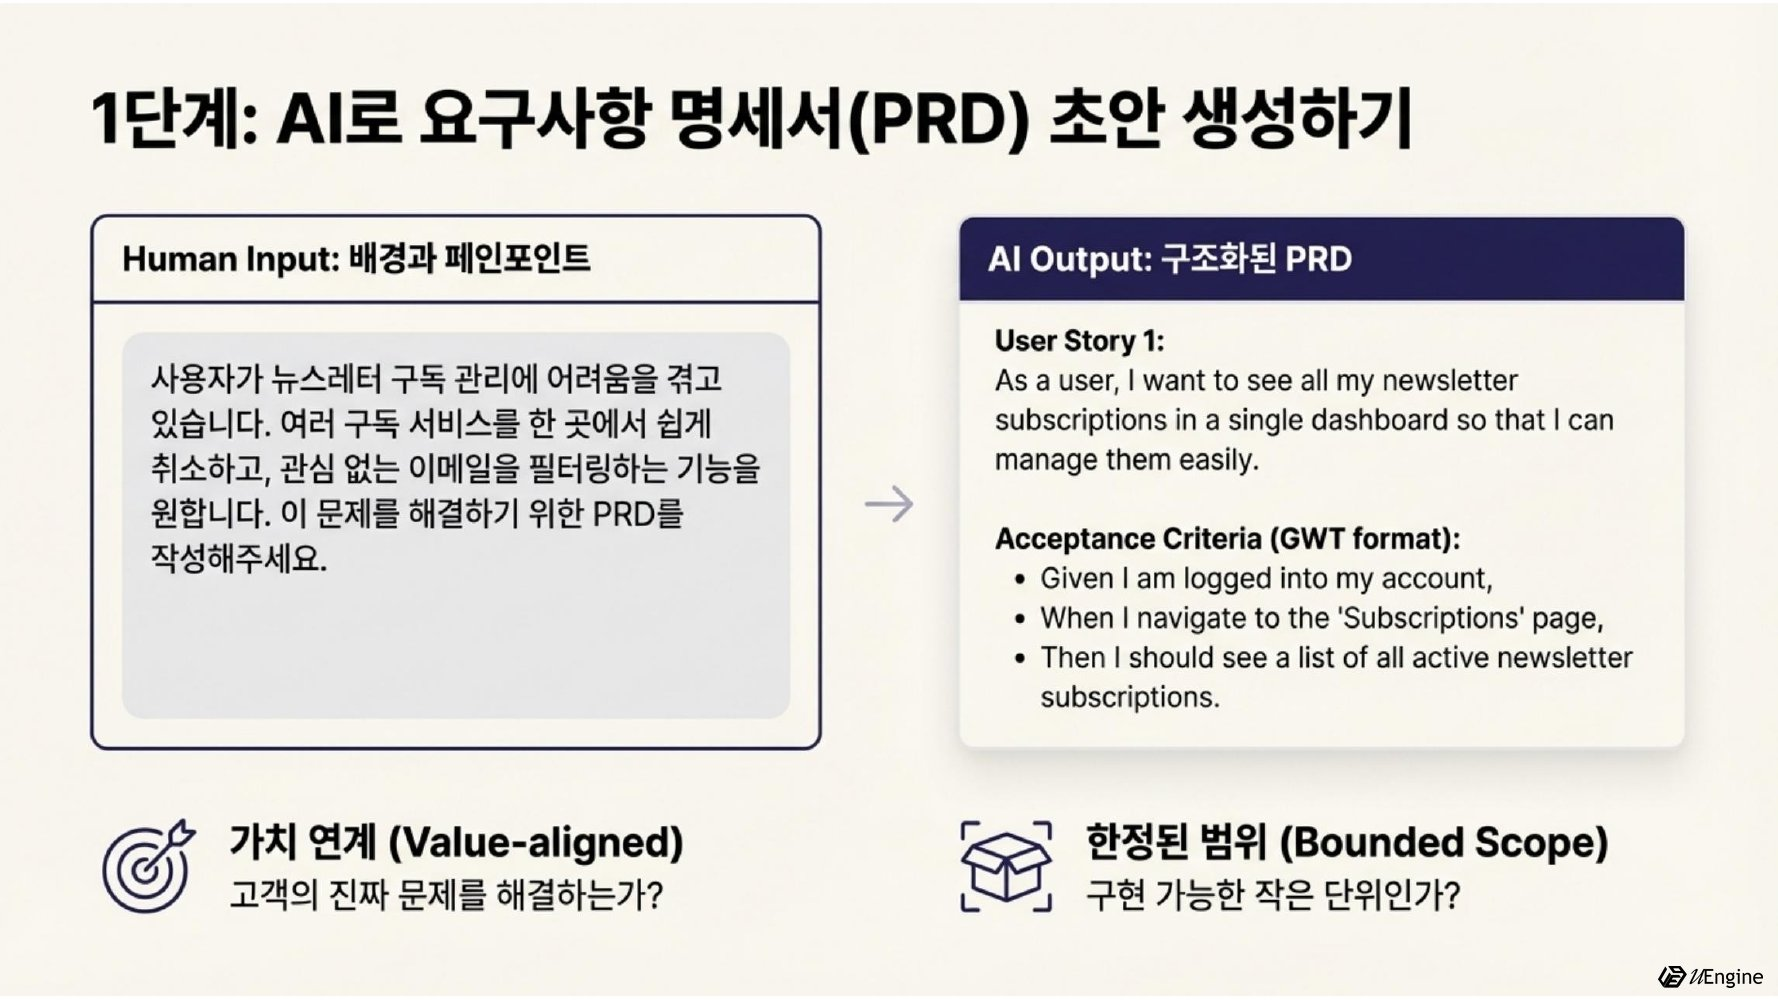 1단계: AI로 요구사항 명세서(PRD) 초안 생성하기
Human Input: 배경과 페인포인트
사용자가 뉴스레터 구독 관리에 어려움을 겪고
있습니다. 여러 구독 서비스를 한 곳에서 쉽게
취소하고, 관심 없는 이메일을 필터링하는 기능을
원합니다. 이 문제를 해결하기 위한 PRD를
작성해주세요.
AI Output: 구조화된 PRD
User Story 1:
As a user, I want to see all my newsletter
subscriptions in a single dashboard so that I can
manage them easily.
Acceptance Criteria (GWT format):
• Given I am logged into my account,
• When I navigate to the 'Subscriptions' page,
• Then I should see a list of all active newsletter
subscriptions.
가치 연계 (Value-aligned)
고객의 진짜 문제를 해결하는가?
한정된 범위 (Bounded Scope)
구현 가능한 작은 단위인가?
uEngine